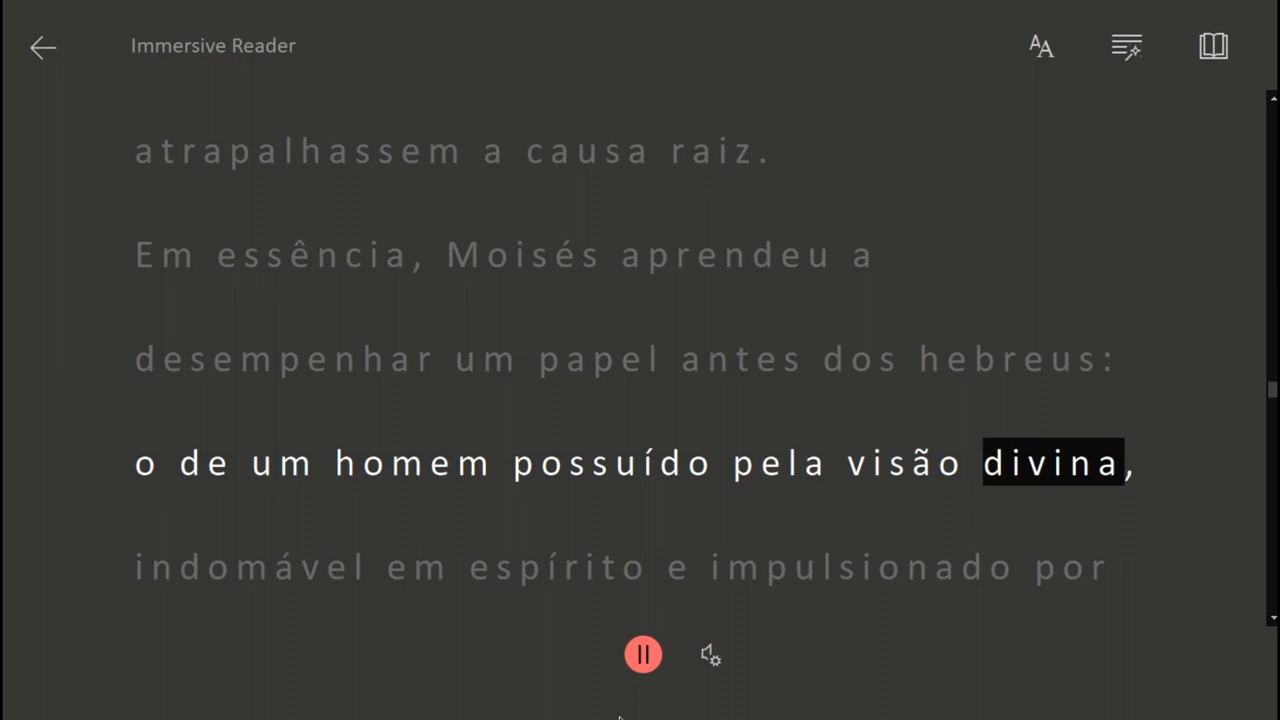 Immersive Reader
atrapalhassem a causa raiz.
Em essência, Moisés aprendeu a
desempenhar um papel antes dos hebreus:
o de um homem possuído pela visão divina,
indomável em espírito e impulsionado por